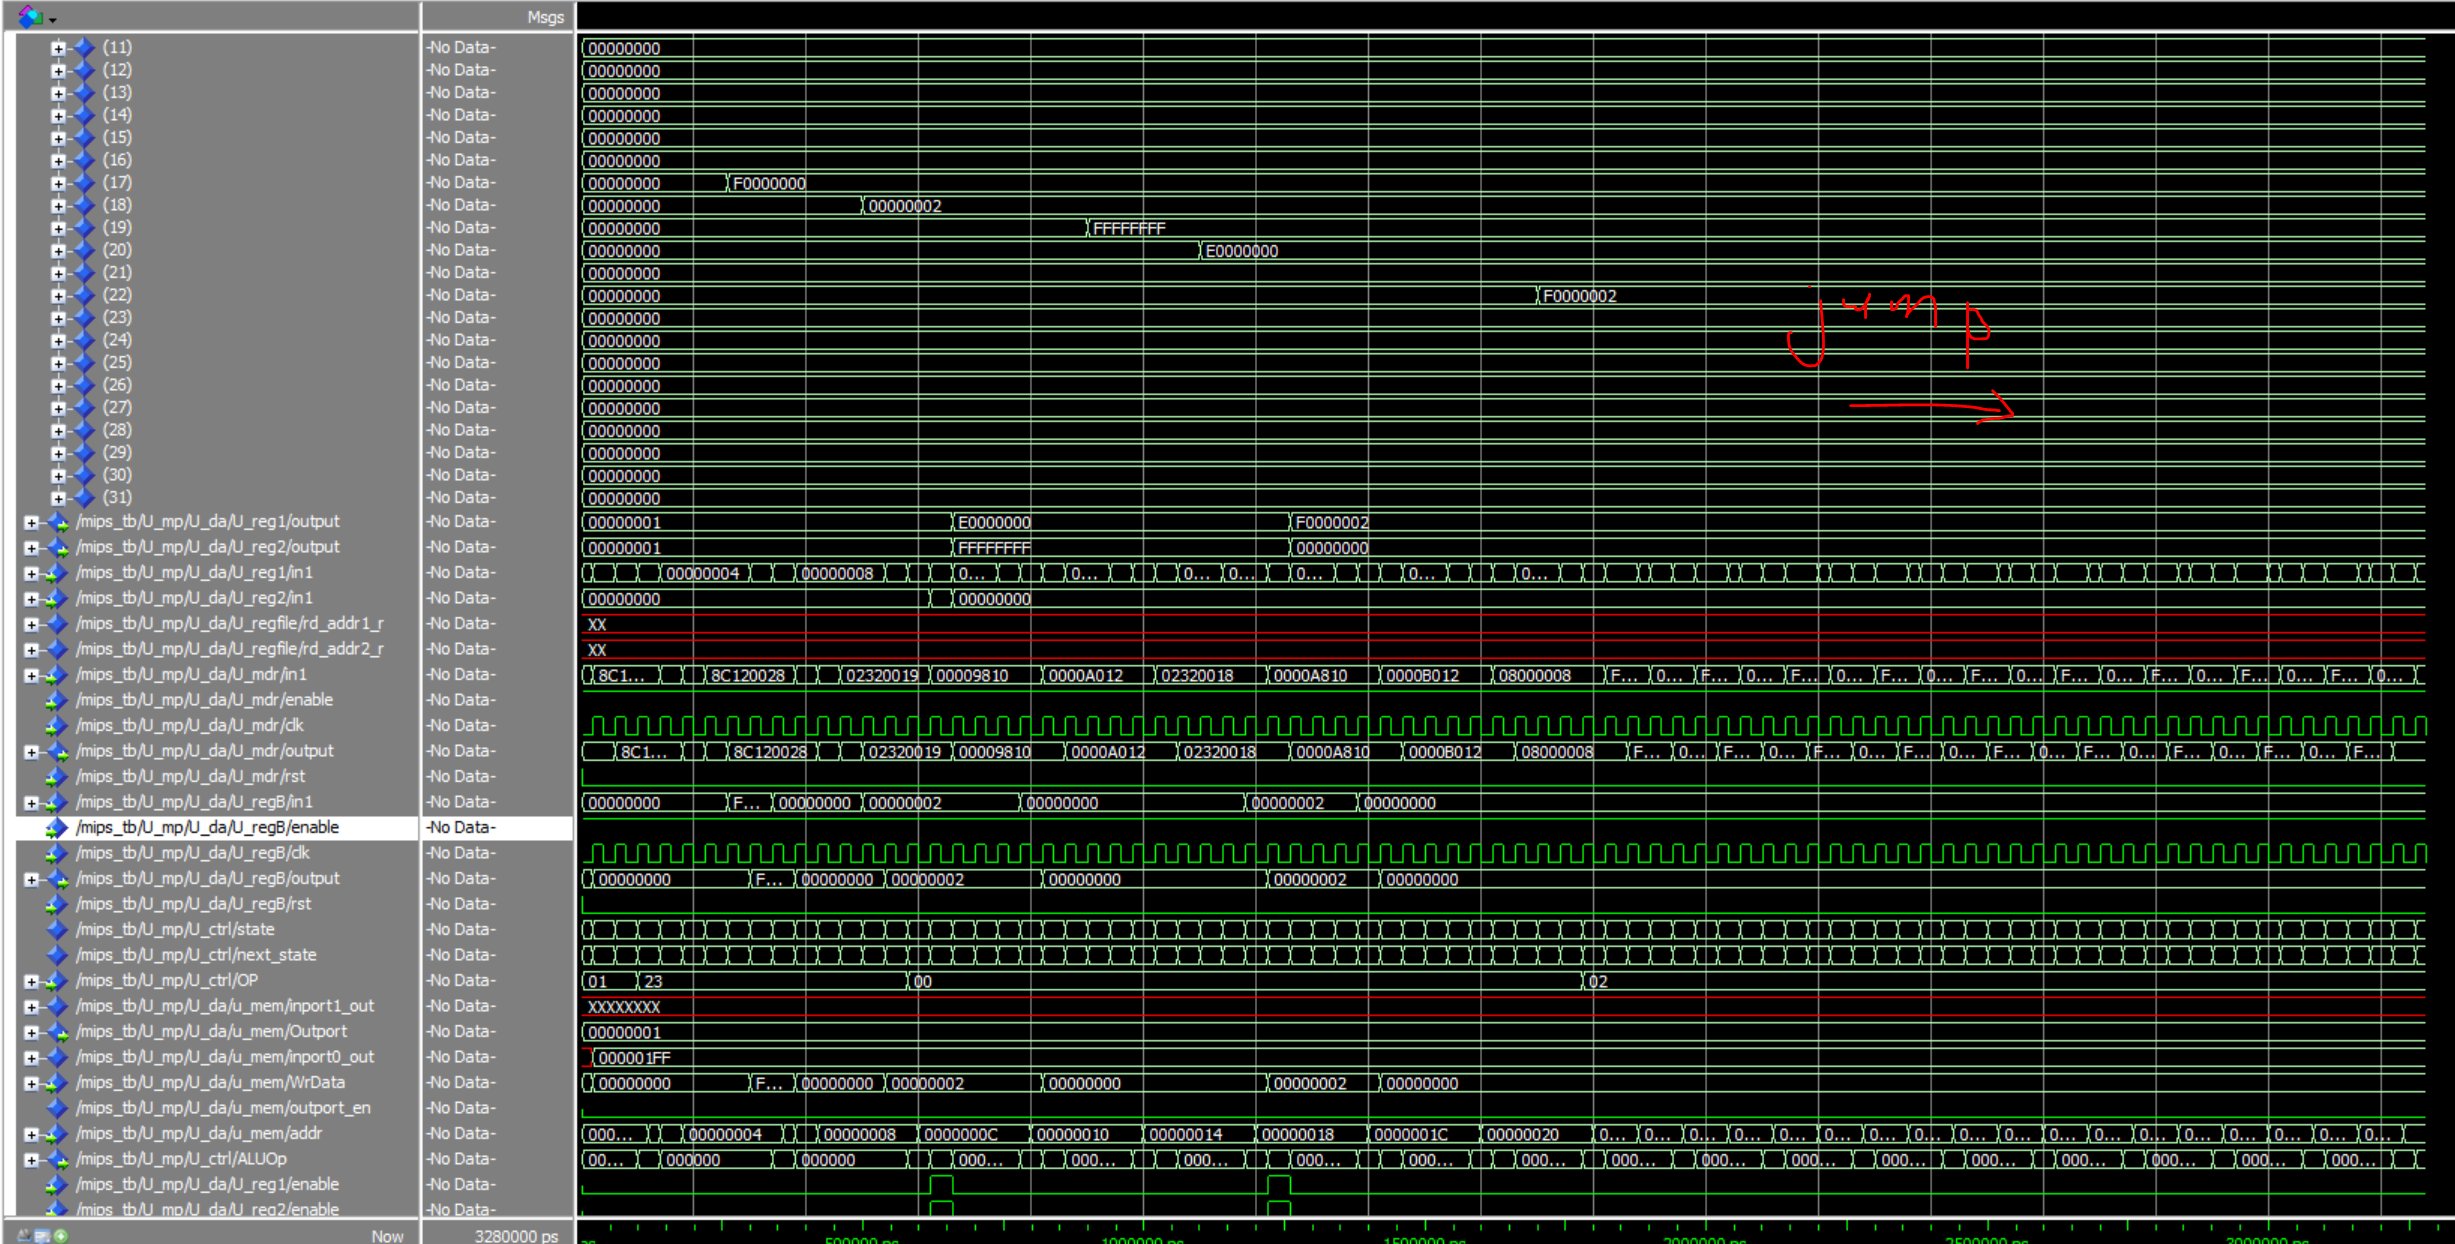 Msgs
(11) -No Data- 00000000
(12) -No Data- 00000000
(13) -No Data- 00000000
(14) -No Data- 00000000
(15) -No Data- 00000000
(16) -No Data- 00000000
(17) -No Data- 00000000 F0000000
(18) -No Data- 00000000 00000002
(19) -No Data- 00000000 FFFFFFFF
(20) -No Data- 00000000 E0000000
(21) -No Data- 00000000
(22) -No Data- 00000000 F0000002
(23) -No Data- 00000000
jump
(24) -No Data- 00000000
(25) -No Data- 00000000
(26) -No Data- 00000000
(27) -No Data- 00000000
(28) -No Data- 00000000
(29) -No Data- 00000000
(30) -No Data- 00000000
(31) -No Data- 00000000
/mips_tb/U_mp/U_da/U_reg1/output -No Data- 00000001 E0000000 F0000002
/mips_tb/U_mp/U_da/U_reg2/output -No Data- 00000001 FFFFFFFF 00000000
/mips_tb/U_mp/U_da/U_reg1/in1 -No Data- 00000004 00000008 0... 0... 0... 0... 0... 0... 0...
/mips_tb/U_mp/U_da/U_reg2/in1 -No Data- 00000000 00000000
/mips_tb/U_mp/U_da/U_regfile/rd_addr1_r -No Data- XX
/mips_tb/U_mp/U_da/U_regfile/rd_addr2_r -No Data- XX
/mips_tb/U_mp/U_da/U_mdr/in1 -No Data- 8C1... 8C120028 02320019 00009810 0000A012 02320018 0000A810 0000B012 08000008 F... 0... F... 0... F... 0... F... 0... F... 0... F... 0... F... 0... F... 0... F... 0...
/mips_tb/U_mp/U_da/U_mdr/enable -No Data-
/mips_tb/U_mp/U_da/U_mdr/clk -No Data-
/mips_tb/U_mp/U_da/U_mdr/output -No Data- 8C1... 8C120028 02320019 00009810 0000A012 02320018 0000A810 0000B012 08000008 F... 0... F... 0... F... 0... F... 0... F... 0... F... 0... F... 0... F... 0... F...
/mips_tb/U_mp/U_da/U_mdr/rst -No Data-
/mips_tb/U_mp/U_da/U_regB/in1 -No Data- 00000000 F... 00000000 00000002 00000000 00000002 00000000
/mips_tb/U_mp/U_da/U_regB/enable -No Data-
/mips_tb/U_mp/U_da/U_regB/clk -No Data-
/mips_tb/U_mp/U_da/U_regB/output -No Data- 00000000 F... 00000000 00000002 00000000 00000002 00000000
/mips_tb/U_mp/U_da/U_regB/rst -No Data-
/mips_tb/U_mp/U_ctrl/state -No Data-
/mips_tb/U_mp/U_ctrl/next_state -No Data-
/mips_tb/U_mp/U_ctrl/OP -No Data- 01 23 00 02
/mips_tb/U_mp/U_da/u_mem/inport1_out -No Data- XXXXXXXX
/mips_tb/U_mp/U_da/u_mem/Outport -No Data- 00000001
/mips_tb/U_mp/U_da/u_mem/inport0_out -No Data- 000001FF
/mips_tb/U_mp/U_da/u_mem/WrData -No Data- 00000000 F... 00000000 00000002 00000000 00000002 00000000
/mips_tb/U_mp/U_da/u_mem/outport_en -No Data-
/mips_tb/U_mp/U_da/u_mem/addr -No Data- 000... 00000004 00000008 0000000C 00000010 00000014 00000018 0000001C 00000020 0... 0... 0... 0... 0... 0... 0... 0... 0... 0... 0... 0... 0... 0... 0... 0... 0... 0...
/mips_tb/U_mp/U_ctrl/ALUOp -No Data- 00... 000000 000000 000... 000... 000... 000... 000... 000... 000... 000... 000... 000... 000... 000... 000...
/mips_tb/U_mp/U_da/U_reg1/enable -No Data-
/mips_tb/U_mp/U_da/U_reg2/enable -No Data-
Now 3280000 ps 500000 ps 1000000 ps 1500000 ps 2000000 ps 2500000 ps 3000000 ps